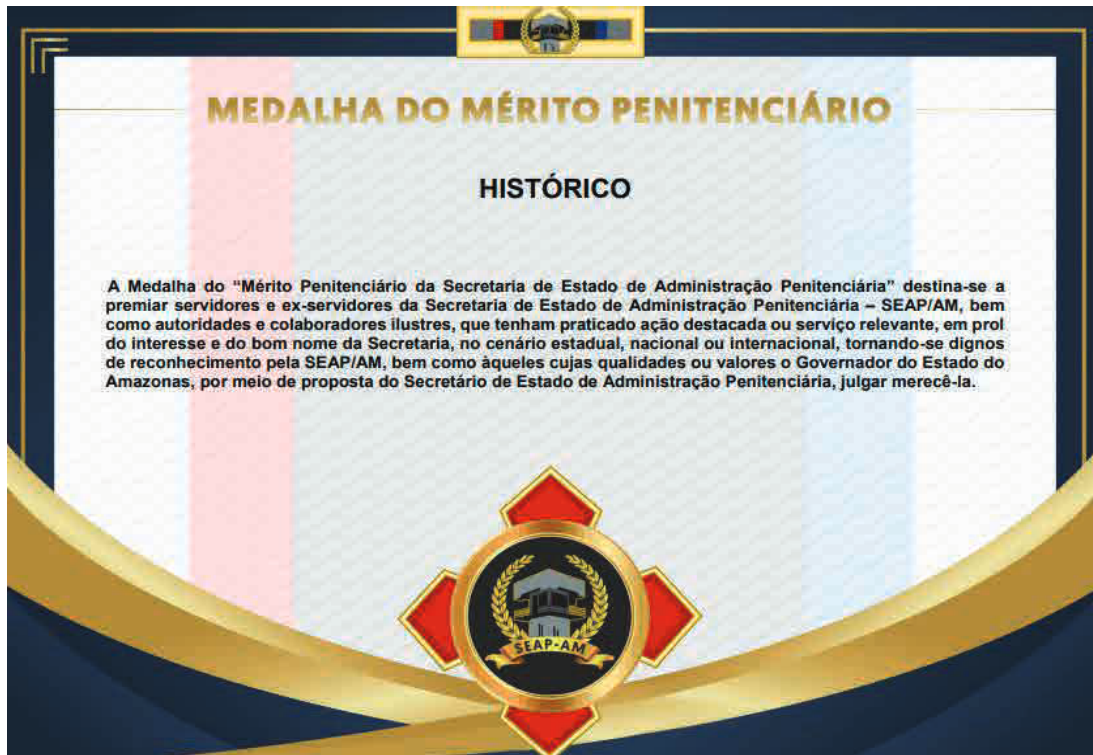 MEDALHA DO MÉRITO PENITENCIÁRIO
HISTÓRICO
A Medalha do “Mérito Penitenciário da Secretaria de Estado de Administração Penitenciária” destina-se a
premiar servidores e ex-servidores da Secretaria de Estado de Administração Penitenciária – SEAP/AM, bem
como autoridades e colaboradores ilustres, que tenham praticado ação destacada ou serviço relevante, em prol
do interesse e do bom nome da Secretaria, no cenário estadual, nacional ou internacional, tornando-se dignos
de reconhecimento pela SEAP/AM, bem como àqueles cujas qualidades ou valores o Governador do Estado do
Amazonas, por meio de proposta do Secretário de Estado de Administração Penitenciária, julgar merecê-la.
SEAP-AM